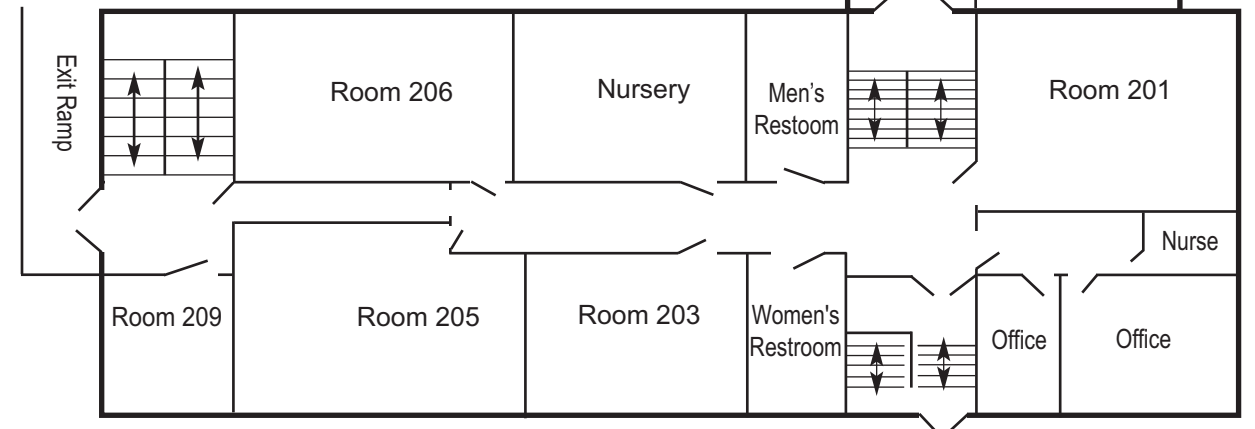 Exit Ramp
Room 206
Nursery
Men's
Restoom
Room 201
Nurse
Room 209
Room 205
Room 203
Women's
Restroom
Office
Office